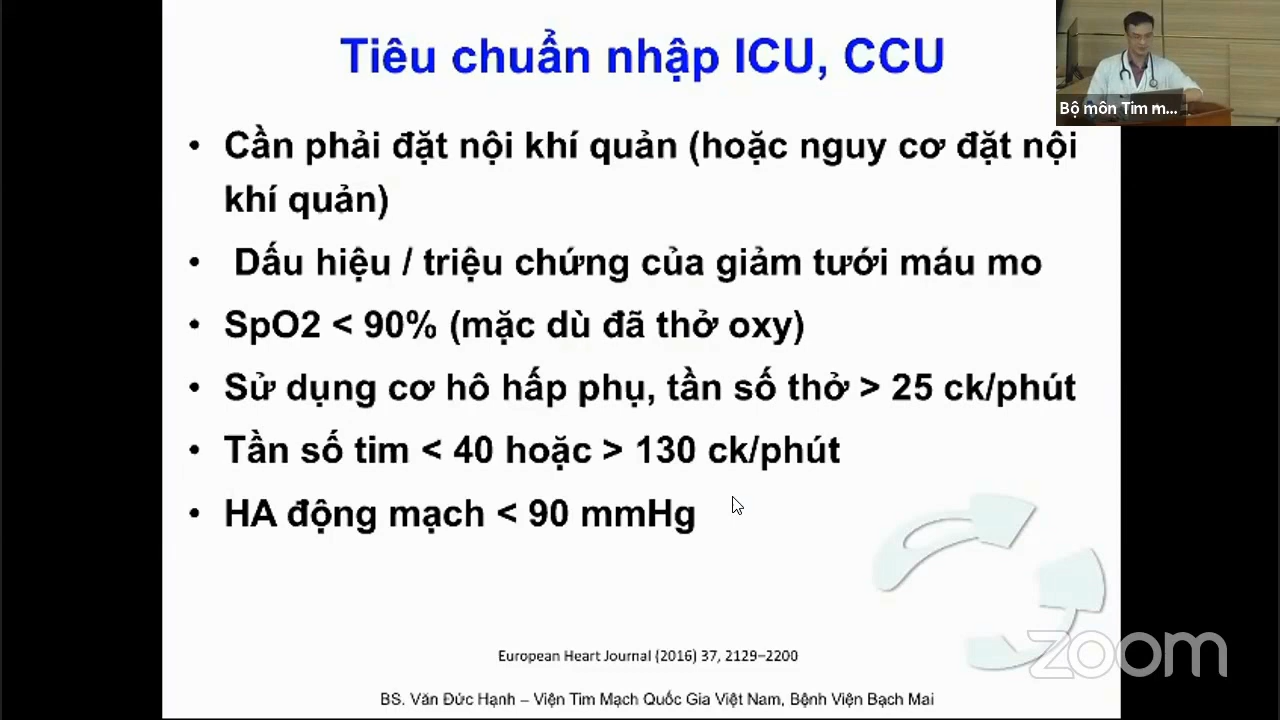 Tiêu chuẩn nhập ICU, CCU
Bộ môn Tim m...
• Cần phải đặt nội khí quản (hoặc nguy cơ đặt nội
khí quản)
• Dấu hiệu / triệu chứng của giảm tưới máu mo
• SpO2 < 90% (mặc dù đã thở oxy)
• Sử dụng cơ hô hấp phụ, tần số thở > 25 ck/phút
• Tần số tim < 40 hoặc > 130 ck/phút
• HA động mạch < 90 mmHg
zoom
European Heart Journal (2016) 37, 2129–2200
BS. Văn Đức Hạnh – Viện Tim Mạch Quốc Gia Việt Nam, Bệnh Viện Bạch Mai